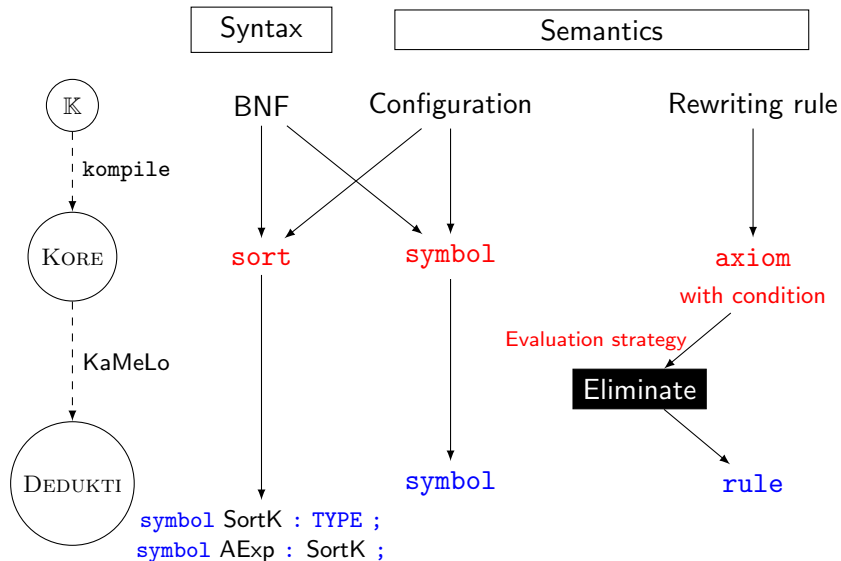 Syntax
Semantics
𝕂
BNF
Configuration
Rewriting rule
kompile
KORE
sort
symbol
axiom
with condition
KaMeLo
Evaluation strategy
Eliminate
DEDUKTI
symbol
rule
symbol SortK : TYPE ;
symbol AExp : SortK ;